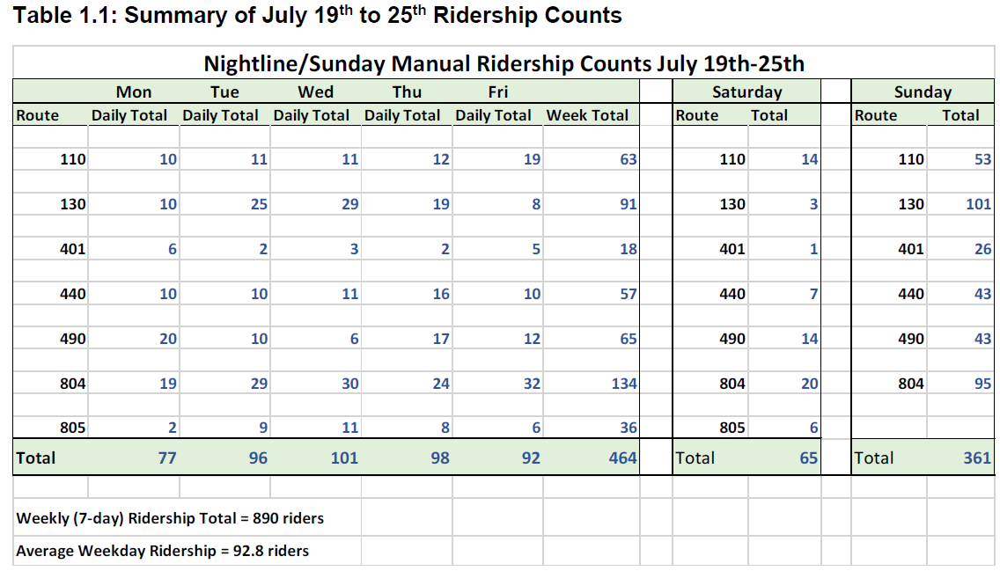 Table 1.1: Summary of July 19th to 25th Ridership Counts
Nightline/Sunday Manual Ridership Counts July 19th-25th
Mon Tue Wed Thu Fri Saturday Sunday
Route Daily Total Daily Total Daily Total Daily Total Daily Total Week Total Route Total Route Total
110 10 11 11 12 19 63 110 14 110 53
130 10 25 29 19 8 91 130 3 130 101
401 6 2 3 2 5 18 401 1 401 26
440 10 10 11 16 10 57 440 7 440 43
490 20 10 6 17 12 65 490 14 490 43
804 19 29 30 24 32 134 804 20 804 95
805 2 9 11 8 6 36 805 6
Total 77 96 101 98 92 464 Total 65 Total 361
Weekly (7-day) Ridership Total = 890 riders
Average Weekday Ridership = 92.8 riders